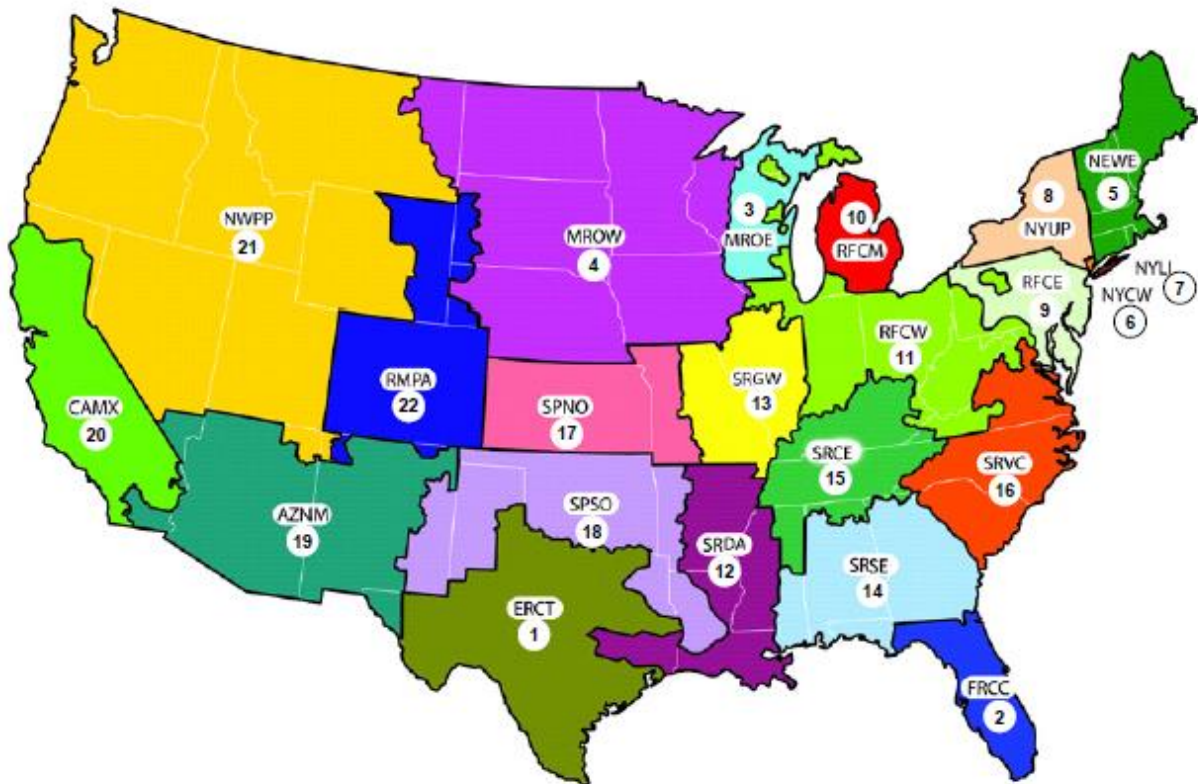 NWPP
21
MROW
4
3
MROE
10
RFCM
8
NYUP
NEWE
5
NYLI
7
NYCW
6
RFCE
9
RFCW
11
SRGW
13
RMPA
22
SPNO
17
CAMX
20
SRCE
15
SRVC
16
AZNM
19
SPSO
18
SRDA
12
SRSE
14
ERCT
1
FRCC
2